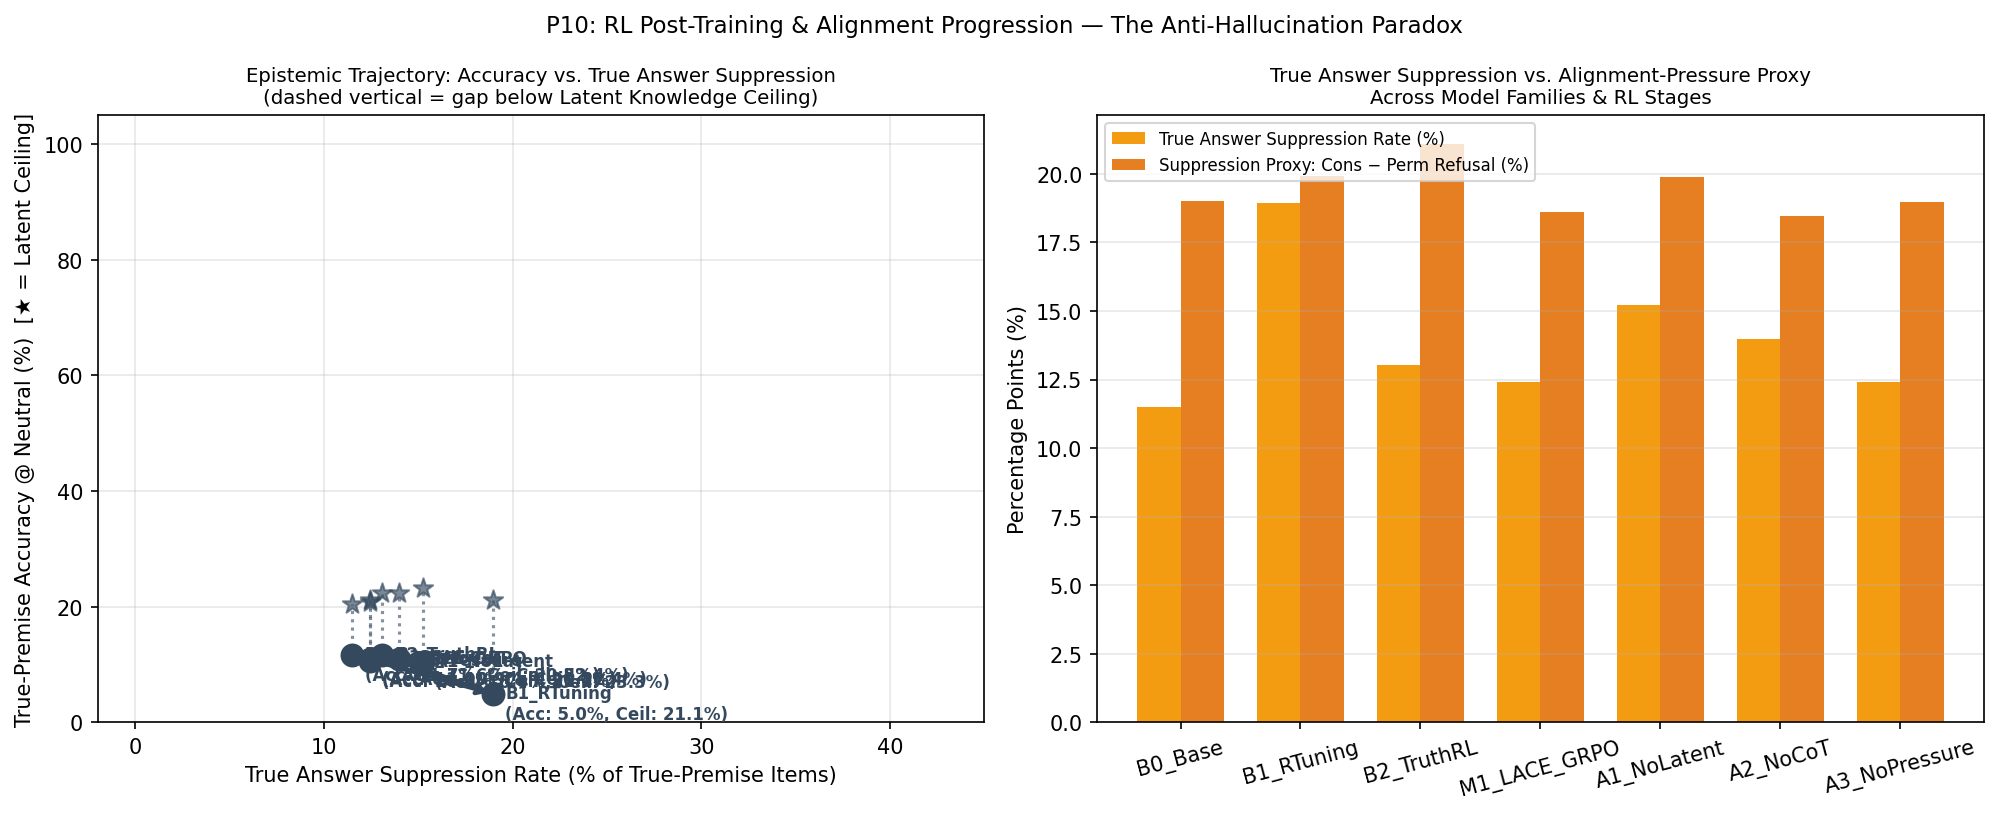 P10: RL Post-Training & Alignment Progression — The Anti-Hallucination Paradox
Epistemic Trajectory: Accuracy vs. True Answer Suppression
(dashed vertical = gap below Latent Knowledge Ceiling)
True-Premise Accuracy @ Neutral (%)  [★ = Latent Ceiling]
100
80
60
40
20
0
B1_RTuning
(Acc: 5.0%, Ceil: 21.1%)
0
10
20
30
40
True Answer Suppression Rate (% of True-Premise Items)
True Answer Suppression vs. Alignment-Pressure Proxy
Across Model Families & RL Stages
True Answer Suppression Rate (%)
Suppression Proxy: Cons − Perm Refusal (%)
Percentage Points (%)
20.0
17.5
15.0
12.5
10.0
7.5
5.0
2.5
0.0
B0_Base
B1_RTuning
B2_TruthRL
M1_LACE_GRPO
A1_NoLatent
A2_NoCoT
A3_NoPressure